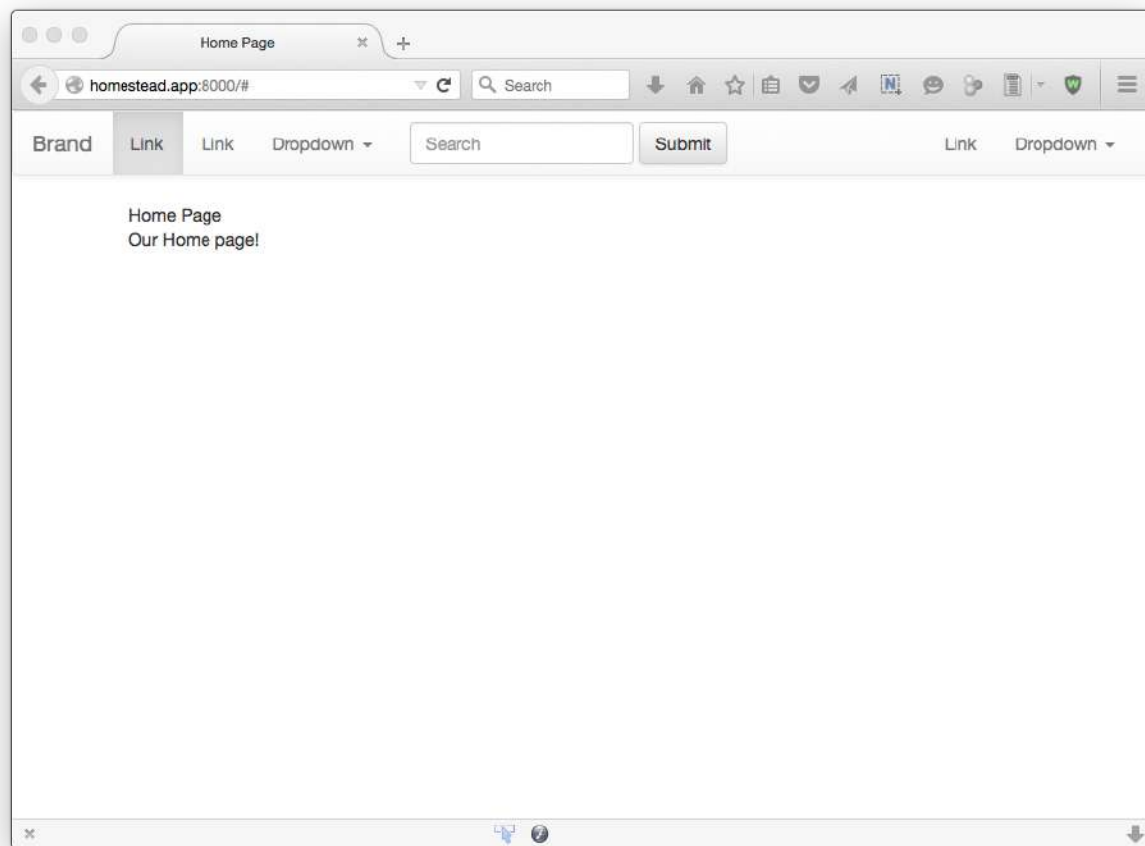 Home Page
homestead.app:8000/#
Search
Brand Link Link Dropdown Search Submit Link Dropdown
Home Page
Our Home page!